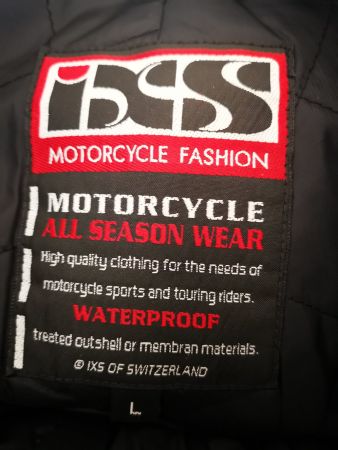 iXS
MOTORCYCLE FASHION
MOTORCYCLE
ALL SEASON WEAR
High quality clothing for the needs of
motorcycle sports and touring riders.
WATERPROOF
treated outshell or membran materials.
© IXS OF SWITZERLAND
L